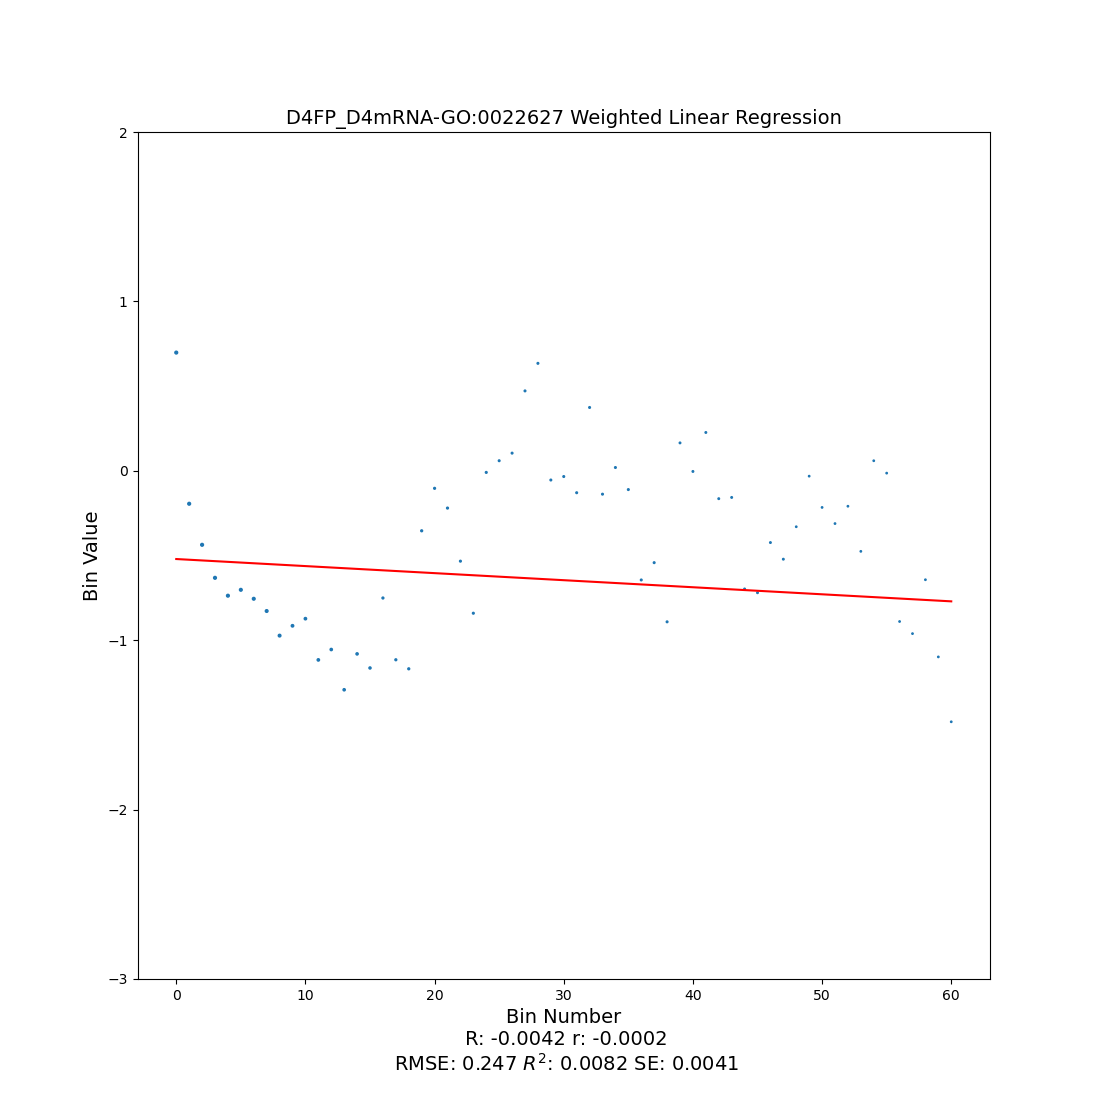 D4FP_D4mRNA-GO:0022627 Weighted Linear Regression
2
1
0
−1
−2
−3
Bin Value
0 10 20 30 40 50 60
Bin Number
R: -0.0042 r: -0.0002
RMSE: 0.247 R²: 0.0082 SE: 0.0041